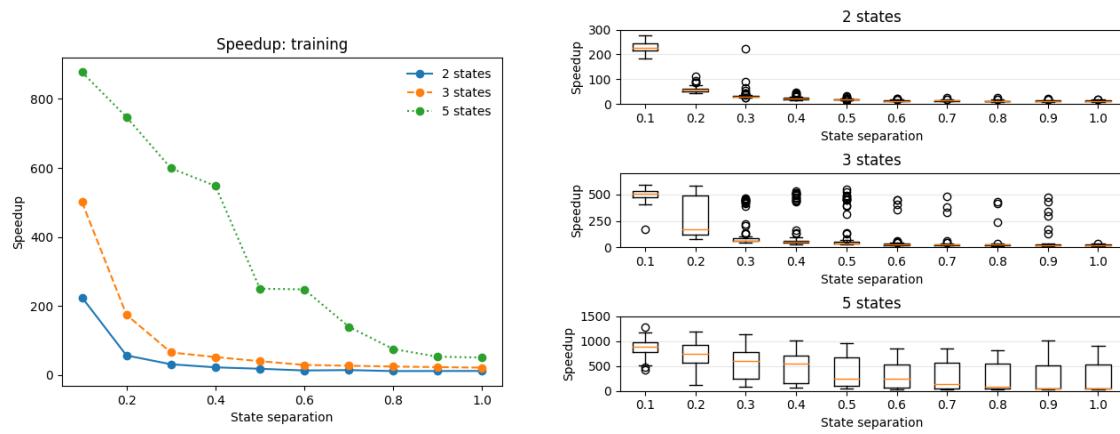 Speedup: training
Speedup
800
600
400
200
0
2 states
3 states
5 states
0.2 0.4 0.6 0.8 1.0
State separation
2 states
Speedup
300
200
100
0
0.1 0.2 0.3 0.4 0.5 0.6 0.7 0.8 0.9 1.0
State separation
3 states
Speedup
500
250
0
0.1 0.2 0.3 0.4 0.5 0.6 0.7 0.8 0.9 1.0
State separation
5 states
Speedup
1500
1000
500
0
0.1 0.2 0.3 0.4 0.5 0.6 0.7 0.8 0.9 1.0
State separation